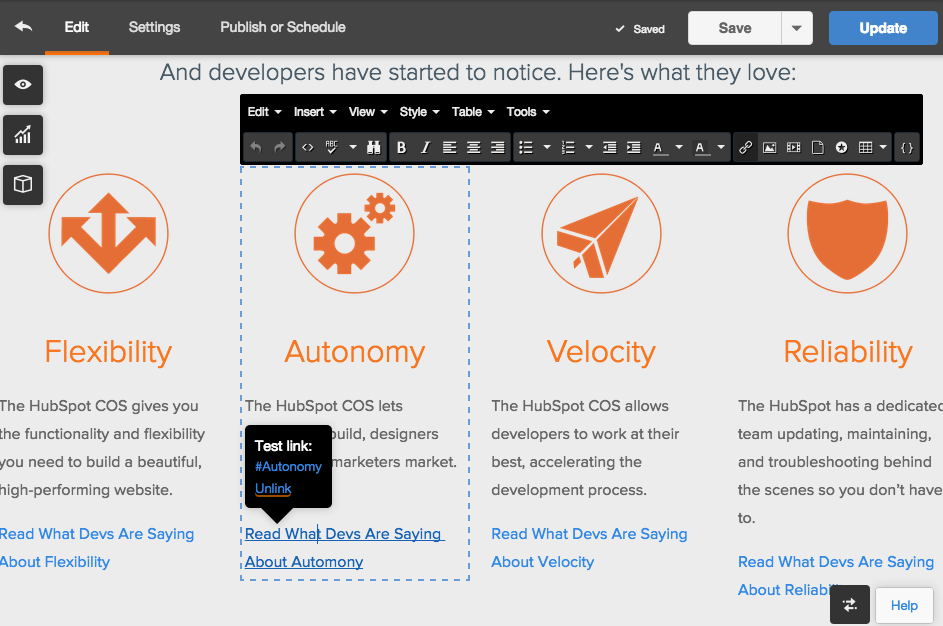 Edit Settings Publish or Schedule Saved Save Update
And developers have started to notice. Here's what they love:
Edit Insert View Style Table Tools
ABC B I A A { }
Flexibility
The HubSpot COS gives you
the functionality and flexibility
you need to build a beautiful,
high-performing website.
Read What Devs Are Saying
About Flexibility
Autonomy
The HubSpot COS lets
uild, designers
marketers market.
Test link:
#Autonomy
Unlink
Read What Devs Are Saying
About Automony
Velocity
The HubSpot COS allows
developers to work at their
best, accelerating the
development process.
Read What Devs Are Saying
About Velocity
Reliability
The HubSpot has a dedicated
team updating, maintaining,
and troubleshooting behind
the scenes so you don't have
to.
Read What Devs Are Saying
About Reliabi
Help